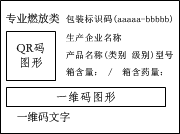 专业燃放类 包装标识码(aaaaa-bbbbb)
QR码
图形
生产企业名称
产品名称(类别 级别)型号
箱含量: / 箱含药量:
一维码图形
一维码文字